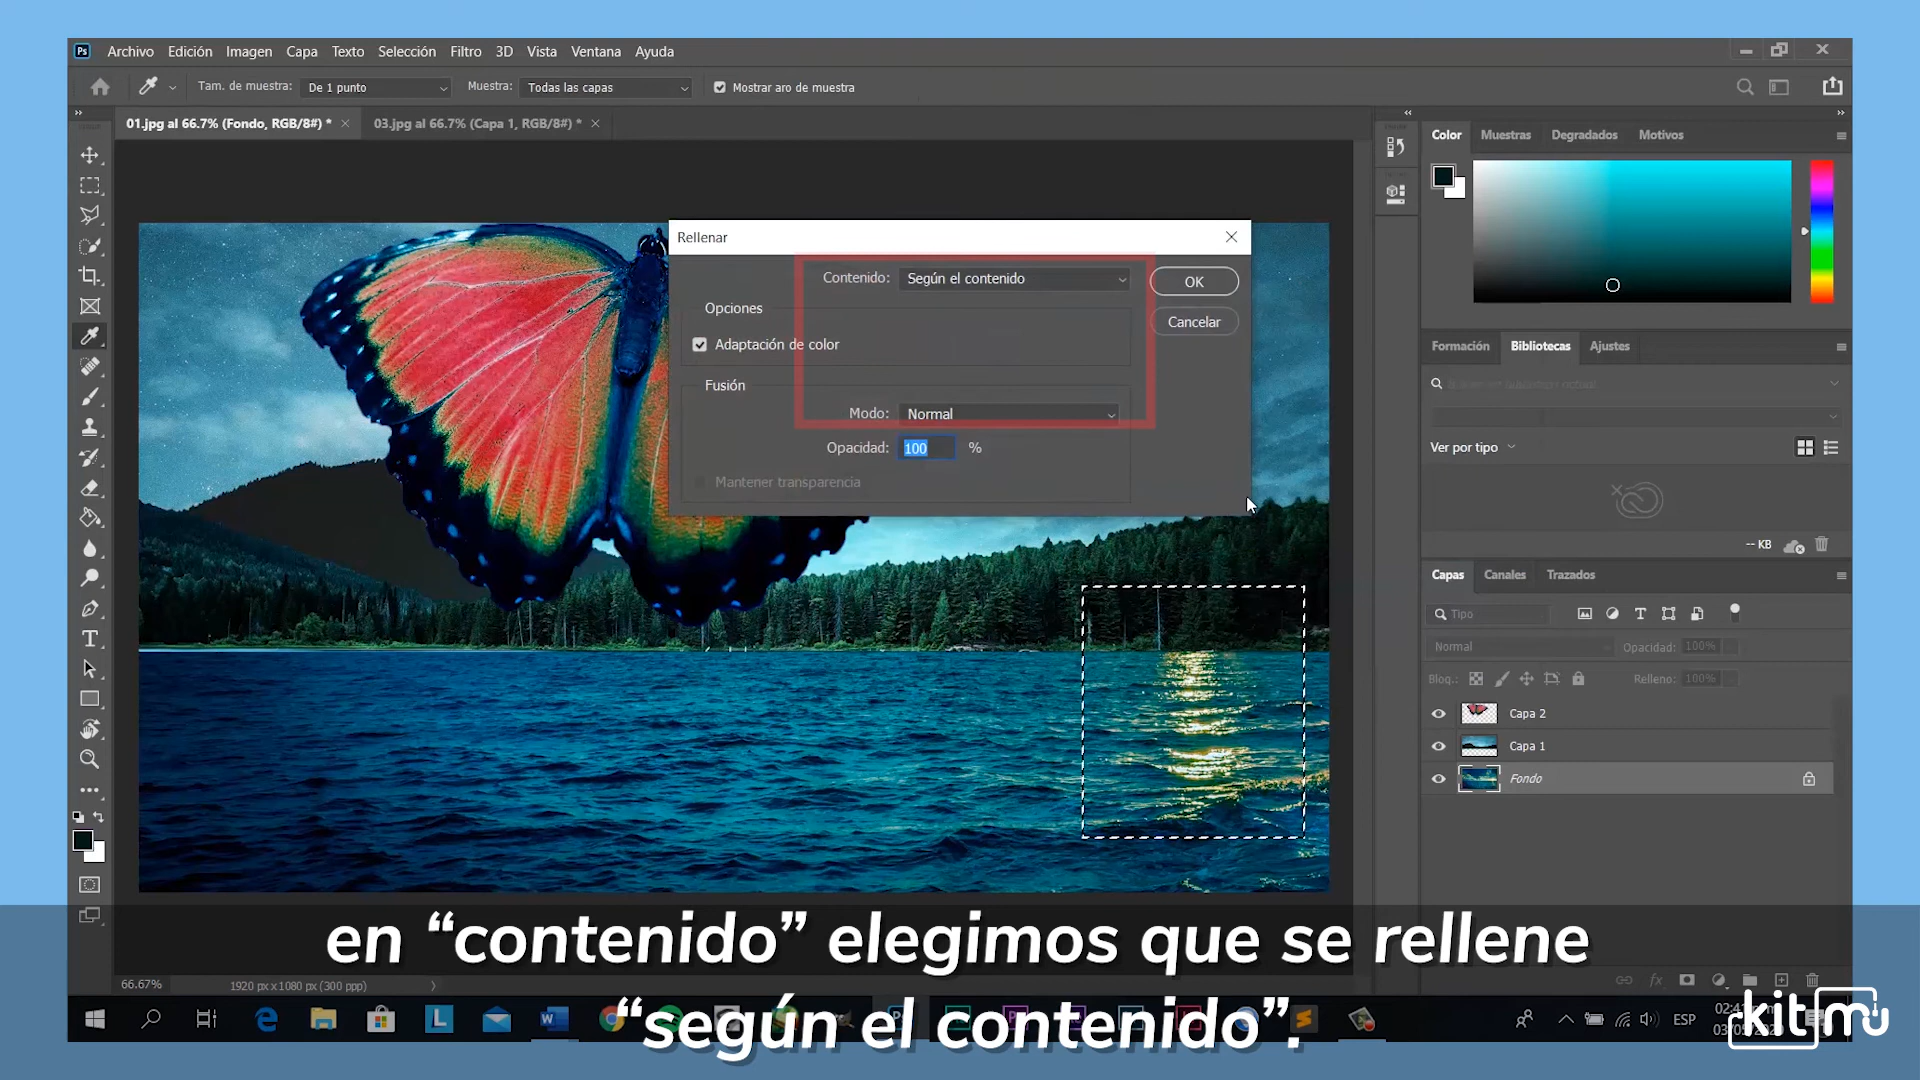 Ps Archivo Edición Imagen Capa Texto Selección Filtro 3D Vista Ventana Ayuda
Tam. de muestra: De 1 punto Muestra: Todas las capas Mostrar aro de muestra
01.jpg al 66.7% (Fondo, RGB/8#) * 03.jpg al 66.7% (Capa 1, RGB/8#) *
Color Muestras Degradados Motivos
Rellenar
Contenido: Según el contenido
OK
Opciones
Cancelar
Adaptación de color
Fusión
Modo: Normal
Opacidad: 100 %
Mantener transparencia
Formación Bibliotecas Ajustes
Ver por tipo
-- KB
Capas Canales Trazados
Tipo
Normal Opacidad: 100%
Bloq.: Relleno: 100%
Capa 2
Capa 1
Fondo
en “contenido” elegimos que se rellene
“según el contenido”.
66.67% 1920 px x 1080 px (300 ppp)
ESP
kitmu